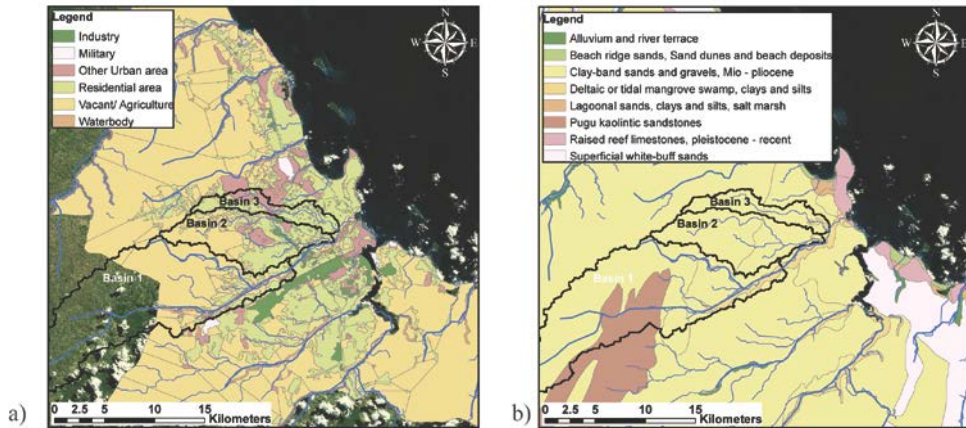 Legend
Industry
Military
Other Urban area
Residential area
Vacant/ Agriculture
Waterbody
N
W E
S
Basin 3
Basin 2
Basin 1
0 2.5 5 10 15
Kilometers
a)
Legend
Alluvium and river terrace
Beach ridge sands, Sand dunes and beach deposits
Clay-band sands and gravels, Mio - pliocene
Deltaic or tidal mangrove swamp, clays and silts
Lagoonal sands, clays and silts, salt marsh
Pugu kaolintic sandstones
Raised reef limestones, pleistocene - recent
Superficial white-buff sands
N
W E
S
Basin 3
Basin 2
Basin 1
0 2.5 5 10 15
Kilometers
b)